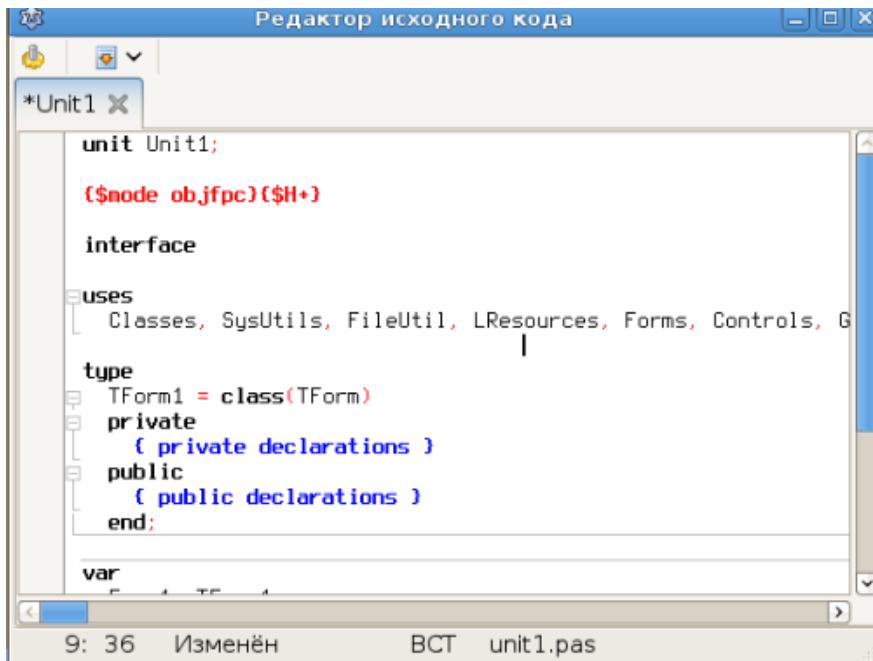 Редактор исходного кода
*Unit1
unit Unit1;
{$mode objfpc}{$H+}
interface
uses
Classes, SysUtils, FileUtil, LResources, Forms, Controls, G
type
TForm1 = class(TForm)
private
{ private declarations }
public
{ public declarations }
end;
var
9: 36 Изменён ВСТ unit1.pas